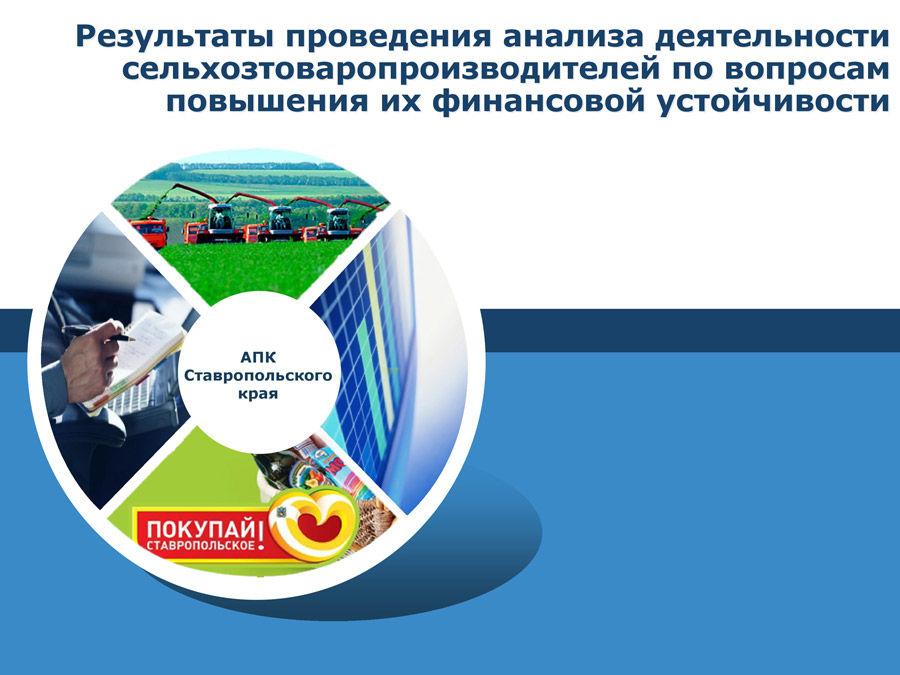 Результаты проведения анализа деятельности
сельхозтоваропроизводителей по вопросам
повышения их финансовой устойчивости
АПК
Ставропольского
края
ПОКУПАЙ!
СТАВРОПОЛЬСКОЕ!